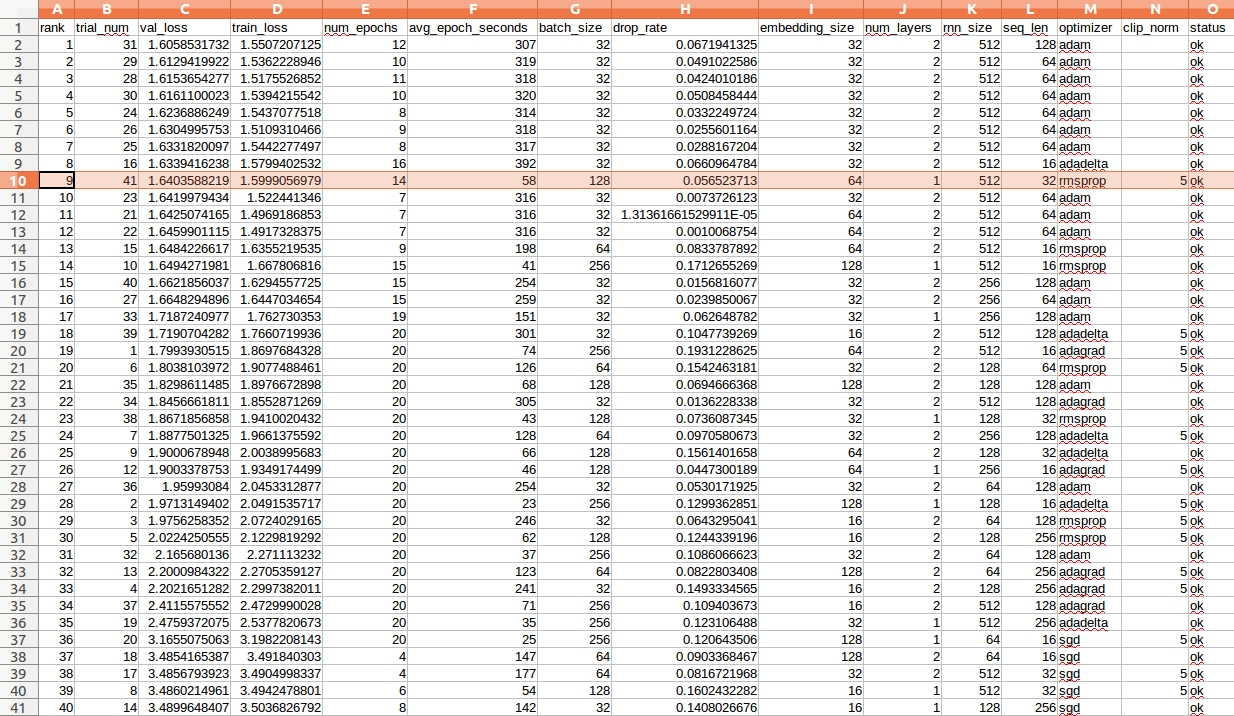 A B C D E F G H I J K L M N O
1 rank trial_num val_loss train_loss num_epochs avg_epoch_seconds batch_size drop_rate embedding_size num_layers rnn_size seq_len optimizer clip_norm status
2 1 31 1.6058531732 1.5507207125 12 307 32 0.0671941325 32 2 512 128 adam ok
3 2 29 1.6129419922 1.5362228946 10 319 32 0.0491022586 32 2 512 64 adam ok
4 3 28 1.6153654277 1.5175526852 11 318 32 0.0424010186 32 2 512 64 adam ok
5 4 30 1.6161100023 1.5394215542 10 320 32 0.0508458444 32 2 512 64 adam ok
6 5 24 1.6236886249 1.5437077518 8 314 32 0.0332249724 32 2 512 64 adam ok
7 6 26 1.6304995753 1.5109310466 9 318 32 0.0255601164 32 2 512 64 adam ok
8 7 25 1.6331820097 1.5442277497 8 317 32 0.0288167204 32 2 512 64 adam ok
9 8 16 1.6339416238 1.5799402532 16 392 32 0.0660964784 32 2 512 16 adadelta ok
10 9 41 1.6403588219 1.5999056979 14 58 128 0.056523713 64 1 512 32 rmsprop 5 ok
11 10 23 1.6419979434 1.522441346 7 316 32 0.0073726123 32 2 512 64 adam ok
12 11 21 1.6425074165 1.4969186853 7 316 32 1.31361661529911E-05 64 2 512 64 adam ok
13 12 22 1.6459901115 1.4917328375 7 316 32 0.0010068754 64 2 512 64 adam ok
14 13 15 1.6484226617 1.6355219535 9 198 64 0.0833787892 64 2 512 16 rmsprop ok
15 14 10 1.6494271981 1.667806816 15 41 256 0.1712655269 128 1 512 16 rmsprop ok
16 15 40 1.6621856037 1.6294557725 15 254 32 0.0156816077 32 2 256 128 adam ok
17 16 27 1.6648294896 1.6447034654 15 259 32 0.0239850067 32 2 256 64 adam ok
18 17 33 1.7187240977 1.762730353 19 151 32 0.062648782 32 1 256 128 adam ok
19 18 39 1.7190704282 1.7660719936 20 301 32 0.1047739269 16 2 512 128 adadelta 5 ok
20 19 1 1.7993930515 1.8697684328 20 74 256 0.1931228625 64 2 512 16 adagrad 5 ok
21 20 6 1.8038103972 1.9077488461 20 126 64 0.1542463181 32 2 128 64 rmsprop 5 ok
22 21 35 1.8298611485 1.8976672898 20 68 128 0.0694666368 128 2 128 128 adam ok
23 22 34 1.8456661811 1.8552871269 20 305 32 0.0136228338 32 2 512 128 adagrad ok
24 23 38 1.8671856858 1.9410020432 20 43 128 0.0736087345 32 1 128 32 rmsprop ok
25 24 7 1.8877501325 1.9661375592 20 128 64 0.0970580673 32 2 256 128 adadelta 5 ok
26 25 9 1.9000678948 2.0038995683 20 66 128 0.1561401658 64 2 128 32 adadelta ok
27 26 12 1.9003378753 1.9349174499 20 46 128 0.0447300189 64 1 256 16 adagrad 5 ok
28 27 36 1.95993084 2.0453312877 20 254 32 0.0530171925 32 2 64 128 adam ok
29 28 2 1.9713149402 2.0491535717 20 23 256 0.1299362851 128 1 128 16 adadelta 5 ok
30 29 3 1.9756258352 2.0724029165 20 246 32 0.0643295041 16 2 64 128 rmsprop 5 ok
31 30 5 2.0224250555 2.1229819292 20 62 128 0.1244339196 16 2 128 256 rmsprop 5 ok
32 31 32 2.165680136 2.271113232 20 37 256 0.1086066623 32 2 64 128 adam ok
33 32 13 2.2000984322 2.2705359127 20 123 64 0.0822803408 128 2 64 256 adagrad 5 ok
34 33 4 2.2021651282 2.2997382011 20 241 32 0.1493334565 16 2 32 256 adagrad 5 ok
35 34 37 2.4115575552 2.4729990028 20 71 256 0.109403673 16 2 512 128 adagrad ok
36 35 19 2.4759372075 2.5377820673 20 35 256 0.123106488 32 1 512 256 adadelta ok
37 36 20 3.1655075063 3.1982208143 20 25 256 0.120643506 128 1 64 16 sgd 5 ok
38 37 18 3.4854165387 3.491840303 4 147 64 0.0903368467 128 2 64 16 sgd ok
39 38 17 3.4856793923 3.4904998337 4 177 64 0.0816721968 32 2 512 32 sgd 5 ok
40 39 8 3.4860214961 3.4942478801 6 54 128 0.1602432282 16 1 512 32 sgd 5 ok
41 40 14 3.4899648407 3.5036826792 8 142 32 0.1408026676 16 1 128 256 sgd ok